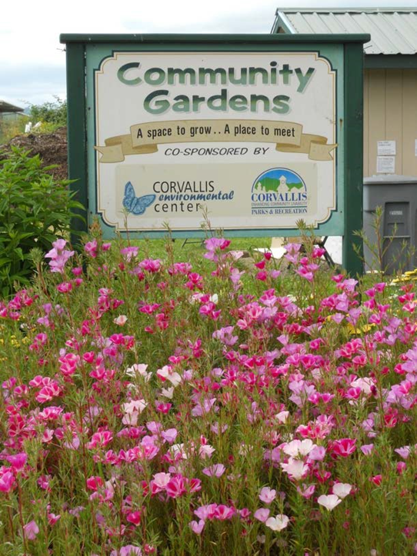 Community
Gardens
A space to grow.. A place to meet
CO-SPONSORED BY
CORVALLIS
environmental
center
CORVALLIS
PARKS & RECREATION